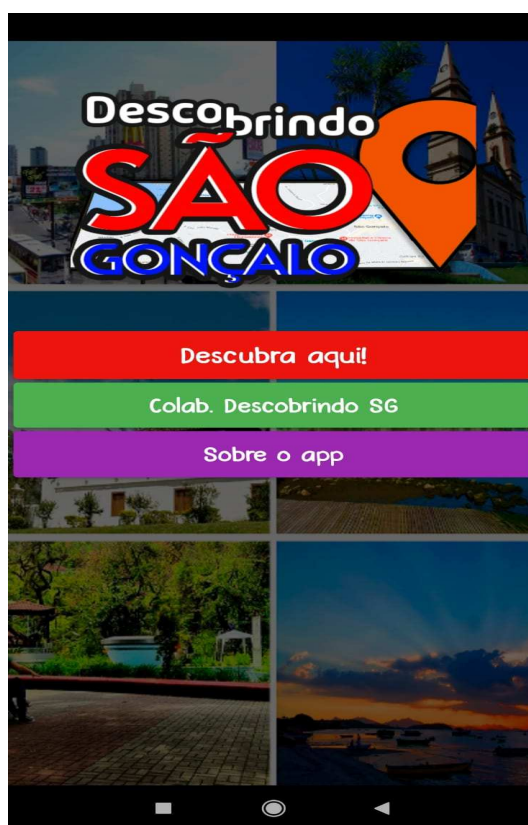 Descobrindo
SÃO
GONÇALO
Descubra aqui!
Colab. Descobrindo SG
Sobre o app